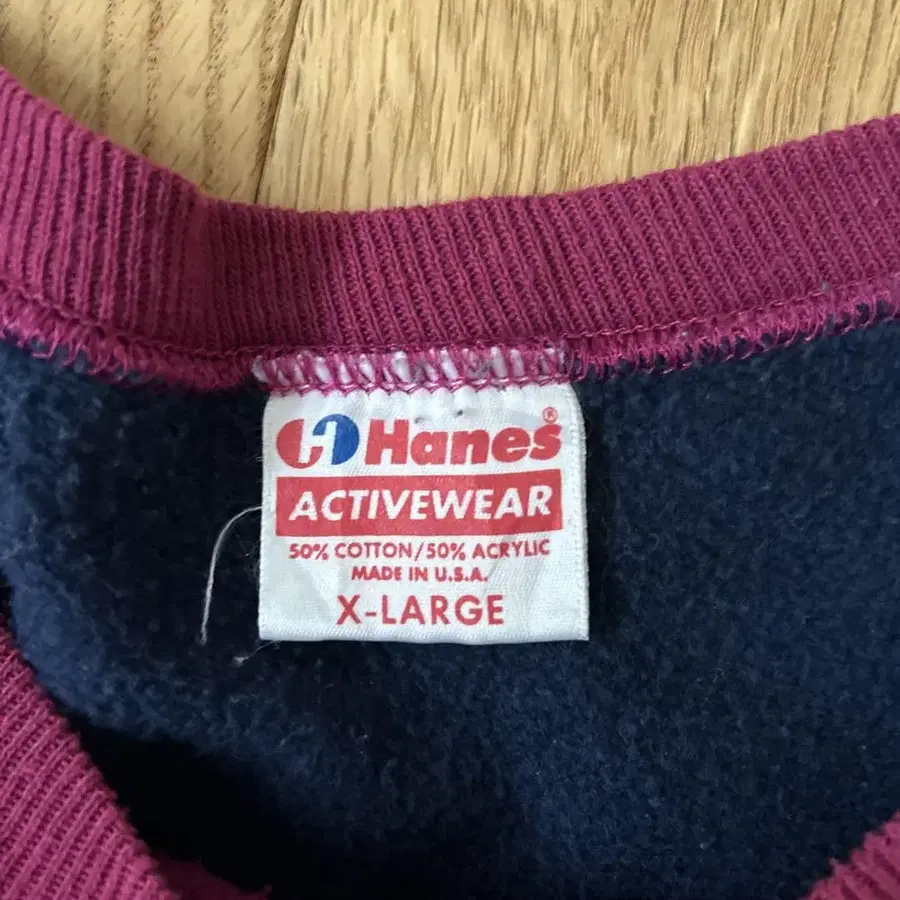 Hanes®
ACTIVEWEAR
50% COTTON/50% ACRYLIC
MADE IN U.S.A.
X-LARGE